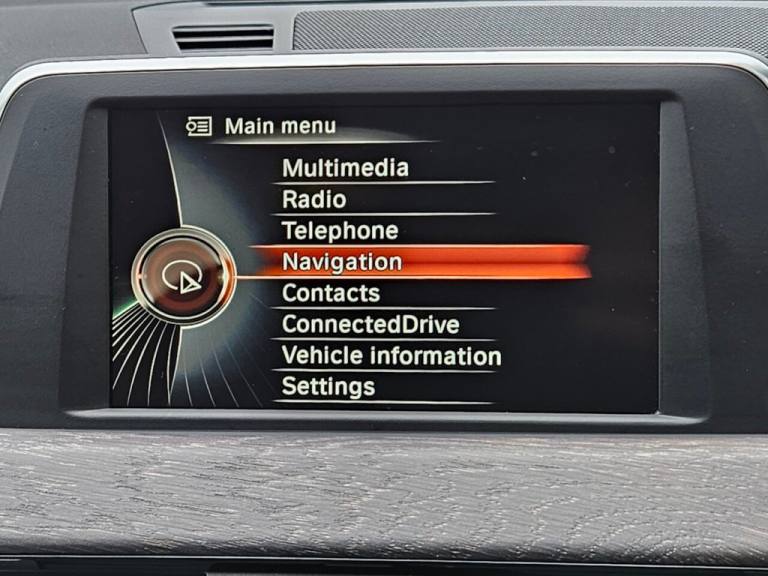 Main menu
Multimedia
Radio
Telephone
Navigation
Contacts
ConnectedDrive
Vehicle information
Settings